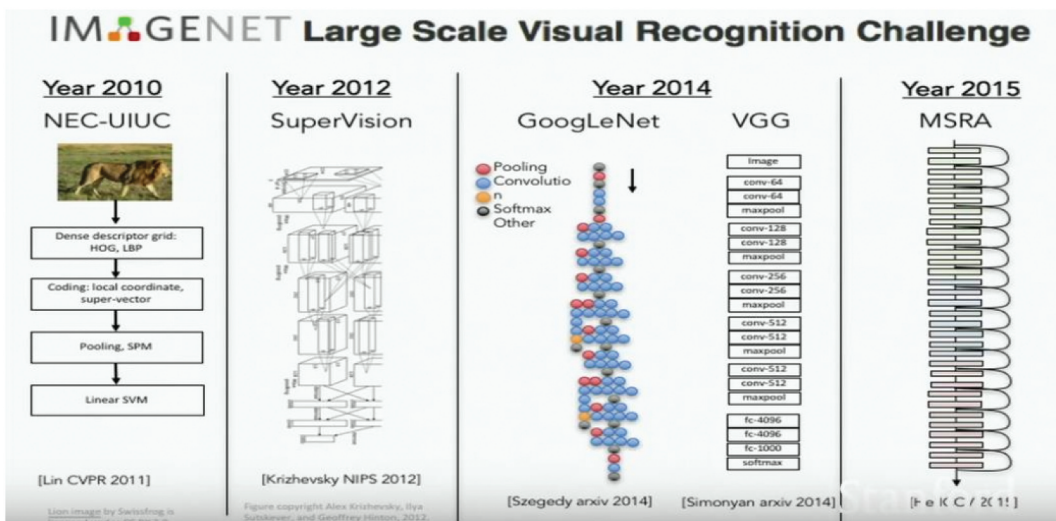 IMAGENET Large Scale Visual Recognition Challenge
Year 2010
NEC-UIUC
Dense descriptor grid:
HOG, LBP
Coding: local coordinate,
super-vector
Pooling, SPM
Linear SVM
[Lin CVPR 2011]
Lion image by Swissfrog is
Year 2012
SuperVision
[Krizhevsky NIPS 2012]
Figure copyright Alex Krizhevsky, Ilya
Sutskever, and Geoffrey Hinton, 2012.
Year 2014
GoogLeNet
Pooling
Convolutio
n
Softmax
Other
[Szegedy arxiv 2014]
VGG
Image
conv-64
conv-64
maxpool
conv-128
conv-128
maxpool
conv-256
conv-256
maxpool
conv-512
conv-512
maxpool
conv-512
conv-512
maxpool
fc-4096
fc-4096
fc-1000
softmax
[Simonyan arxiv 2014]
Year 2015
MSRA